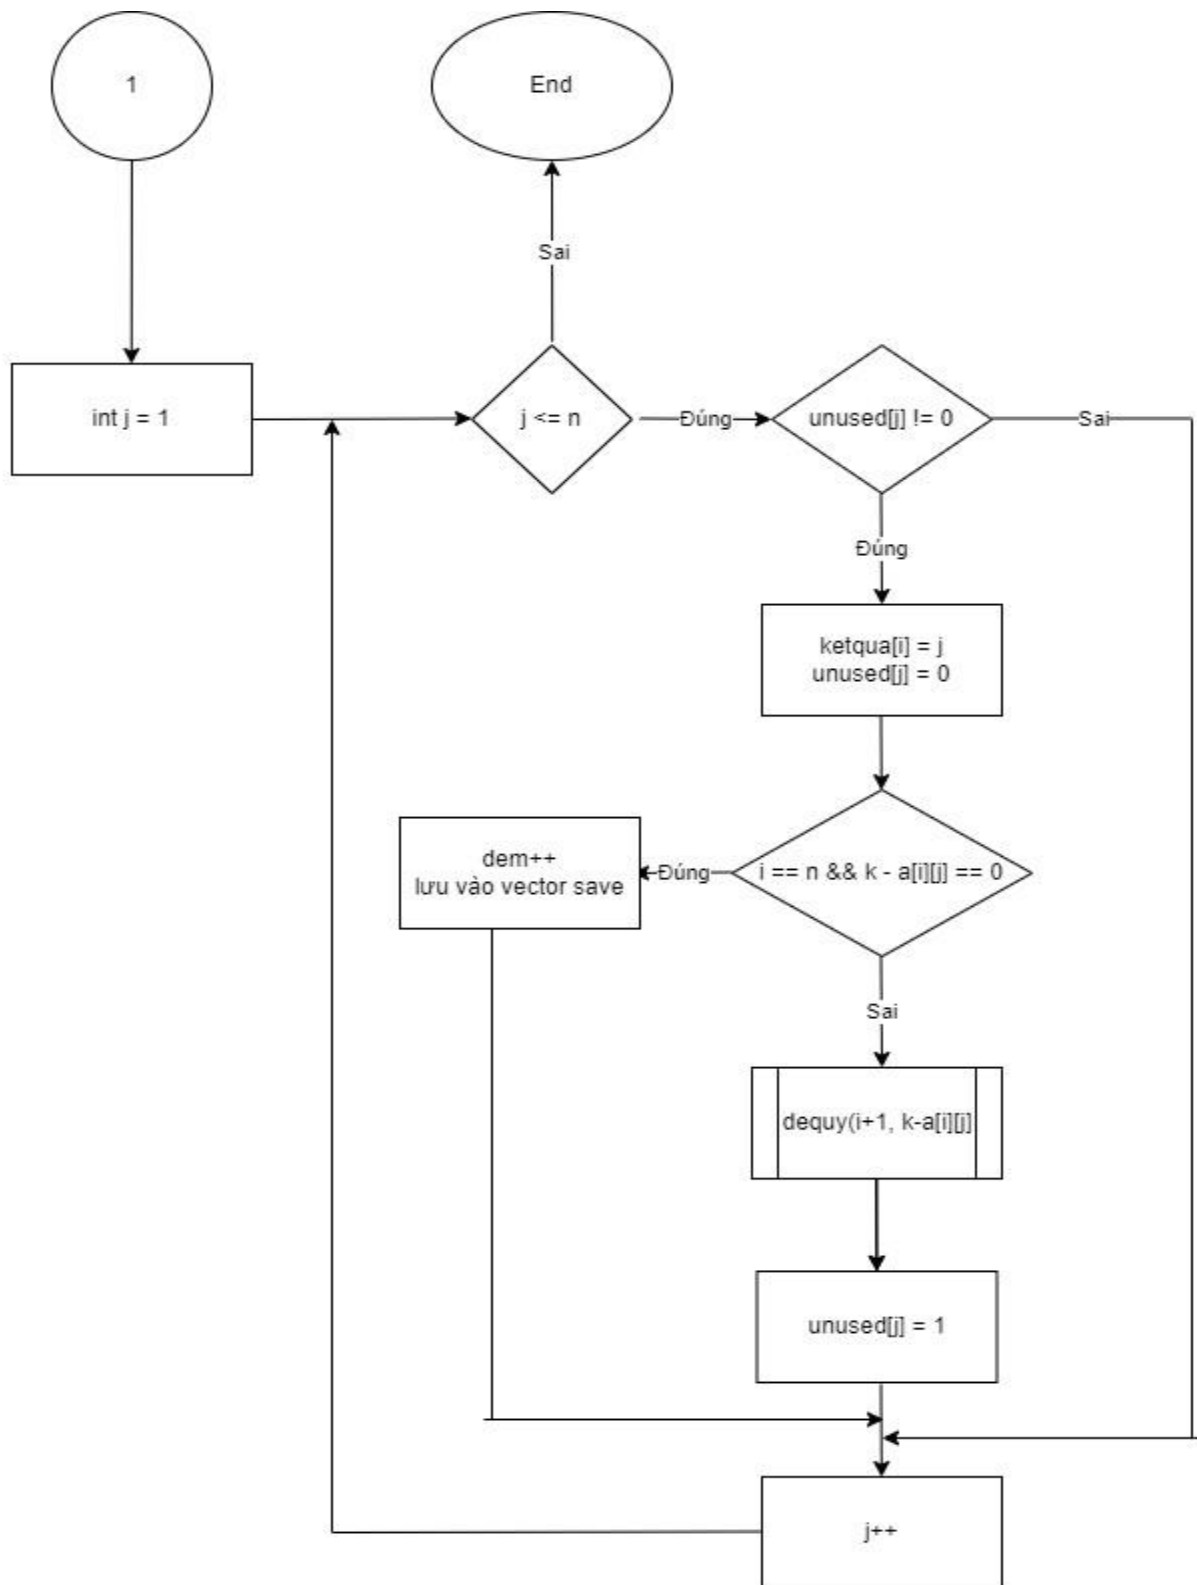 1
End
Sai
int j = 1
j <= n
Đúng
unused[j] != 0
Sai
Đúng
ketqua[i] = j
unused[j] = 0
dem++
lưu vào vector save
Đúng
i == n && k - a[i][j] == 0
Sai
dequy(i+1, k-a[i][j]
unused[j] = 1
j++